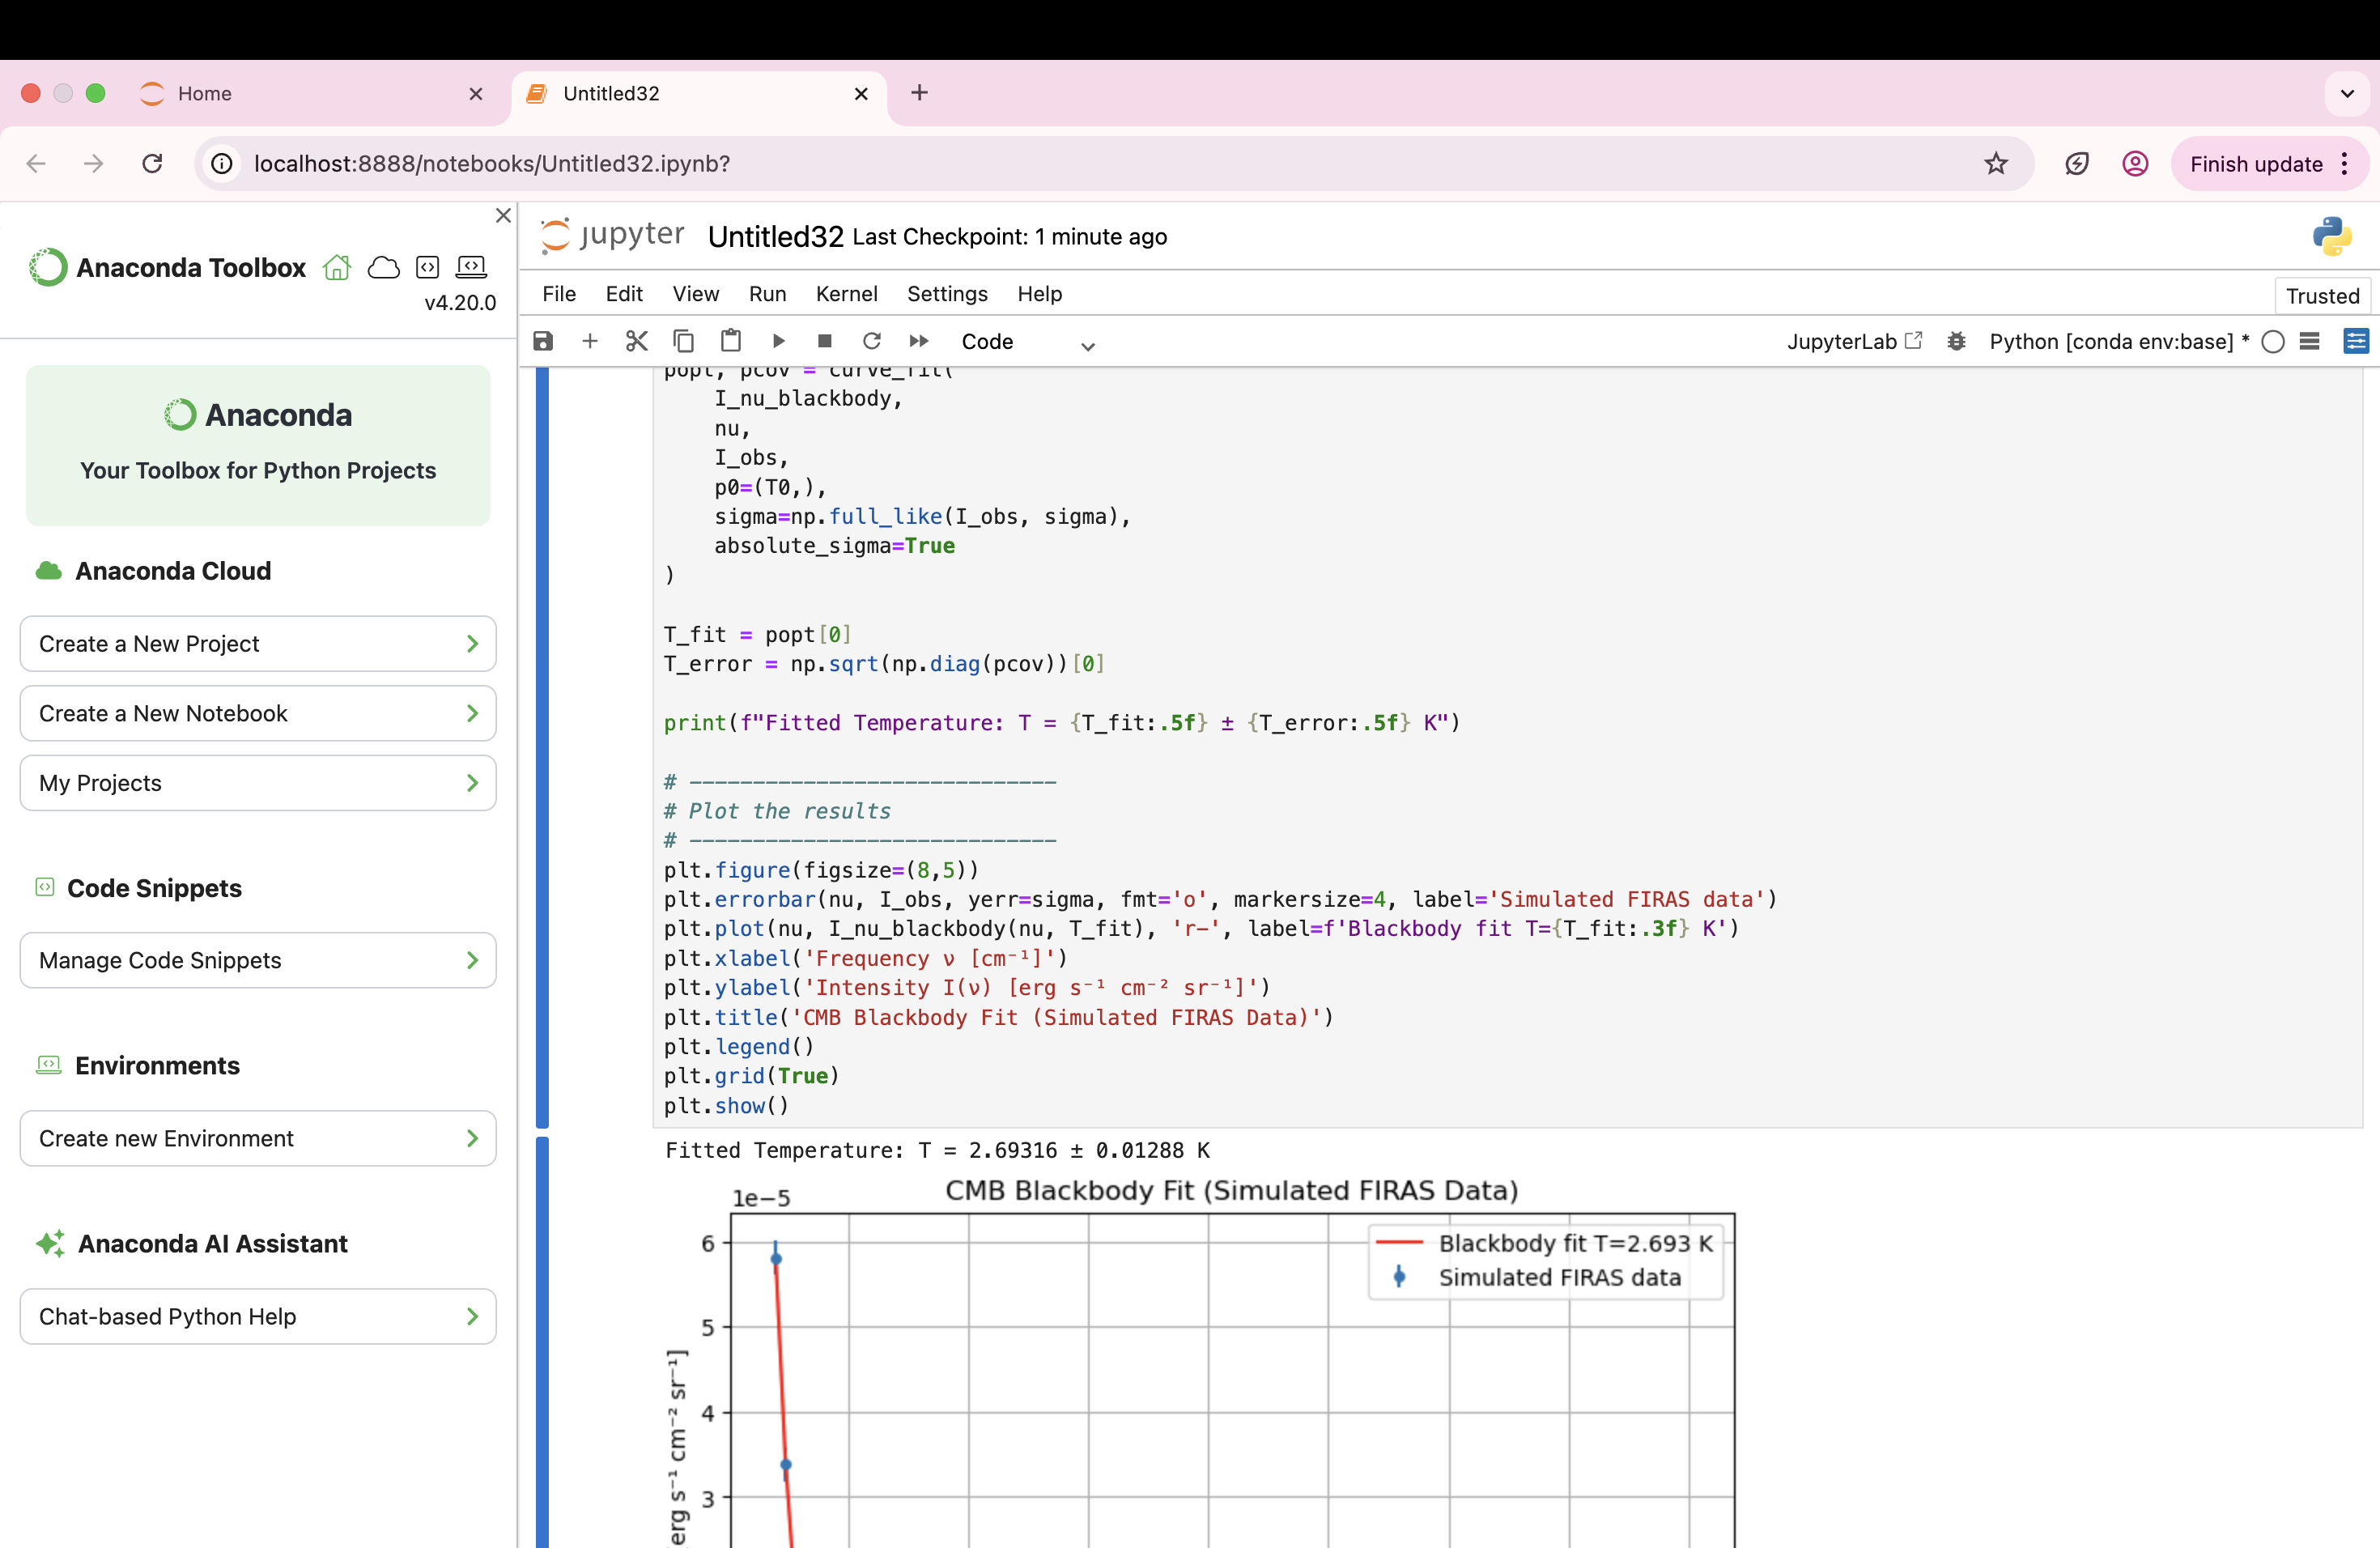 Home
Untitled32
localhost:8888/notebooks/Untitled32.ipynb?
Finish update
Anaconda Toolbox
v4.20.0
Anaconda
Your Toolbox for Python Projects
Anaconda Cloud
Create a New Project
Create a New Notebook
My Projects
Code Snippets
Manage Code Snippets
Environments
Create new Environment
Anaconda AI Assistant
Chat-based Python Help
jupyter Untitled32 Last Checkpoint: 1 minute ago
File Edit View Run Kernel Settings Help
Trusted
Code
JupyterLab
Python [conda env:base] *
popt, pcov = curve_fit(
    I_nu_blackbody,
    nu,
    I_obs,
    p0=(T0,),
    sigma=np.full_like(I_obs, sigma),
    absolute_sigma=True
)
T_fit = popt[0]
T_error = np.sqrt(np.diag(pcov))[0]
print(f"Fitted Temperature: T = {T_fit:.5f} ± {T_error:.5f} K")
# -----------------------------
# Plot the results
# -----------------------------
plt.figure(figsize=(8,5))
plt.errorbar(nu, I_obs, yerr=sigma, fmt='o', markersize=4, label='Simulated FIRAS data')
plt.plot(nu, I_nu_blackbody(nu, T_fit), 'r-', label=f'Blackbody fit T={T_fit:.3f} K')
plt.xlabel('Frequency ν [cm⁻¹]')
plt.ylabel('Intensity I(ν) [erg s⁻¹ cm⁻² sr⁻¹]')
plt.title('CMB Blackbody Fit (Simulated FIRAS Data)')
plt.legend()
plt.grid(True)
plt.show()
Fitted Temperature: T = 2.69316 ± 0.01288 K
CMB Blackbody Fit (Simulated FIRAS Data)
1e−5
6
5
4
3
erg s⁻¹ cm⁻² sr⁻¹]
Blackbody fit T=2.693 K
Simulated FIRAS data